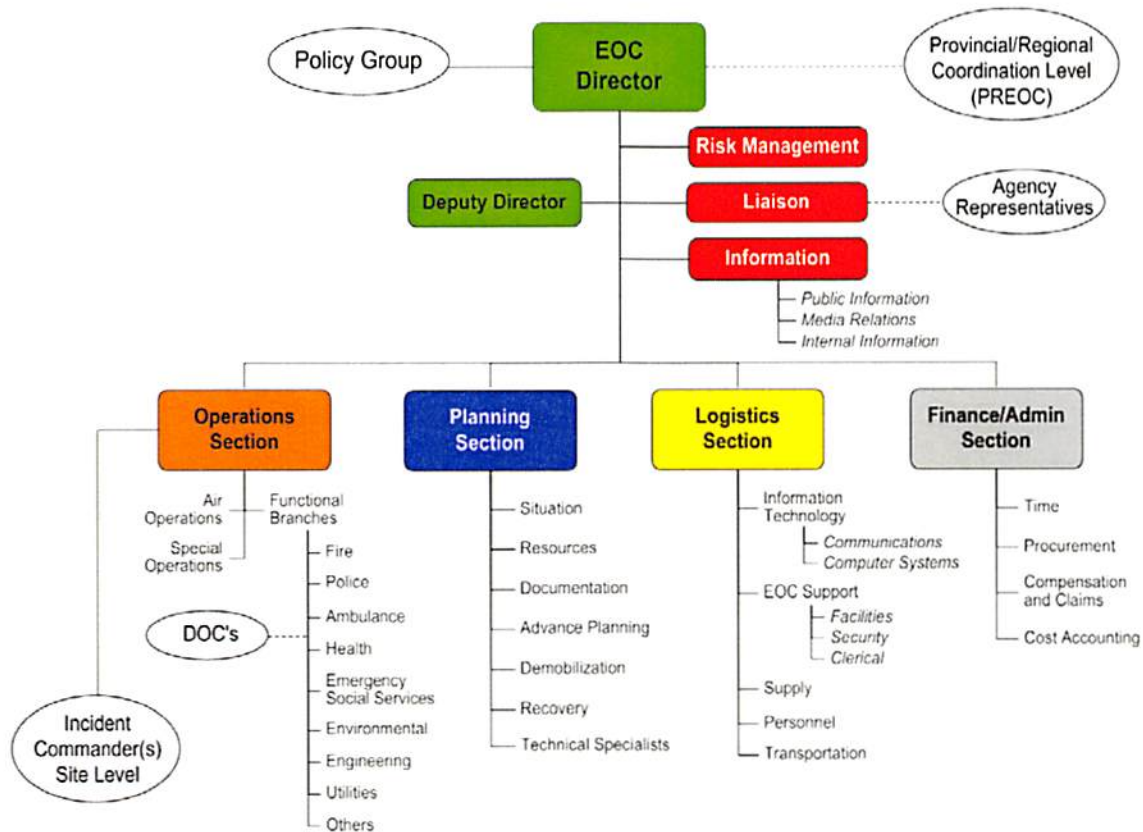 Policy Group
EOC
Director
Provincial/Regional
Coordination Level
(PREOC)
Risk Management
Deputy Director
Liaison
Agency
Representatives
Information
Public Information
Media Relations
Internal Information
Operations
Section
Planning
Section
Logistics
Section
Finance/Admin
Section
Air
Operations
Functional
Branches
Special
Operations
Fire
Police
Ambulance
DOC's
Health
Emergency
Social Services
Environmental
Engineering
Utilities
Others
Incident
Commander(s)
Site Level
Situation
Resources
Documentation
Advance Planning
Demobilization
Recovery
Technical Specialists
Information
Technology
Communications
Computer Systems
EOC Support
Facilities
Security
Clerical
Supply
Personnel
Transportation
Time
Procurement
Compensation
and Claims
Cost Accounting